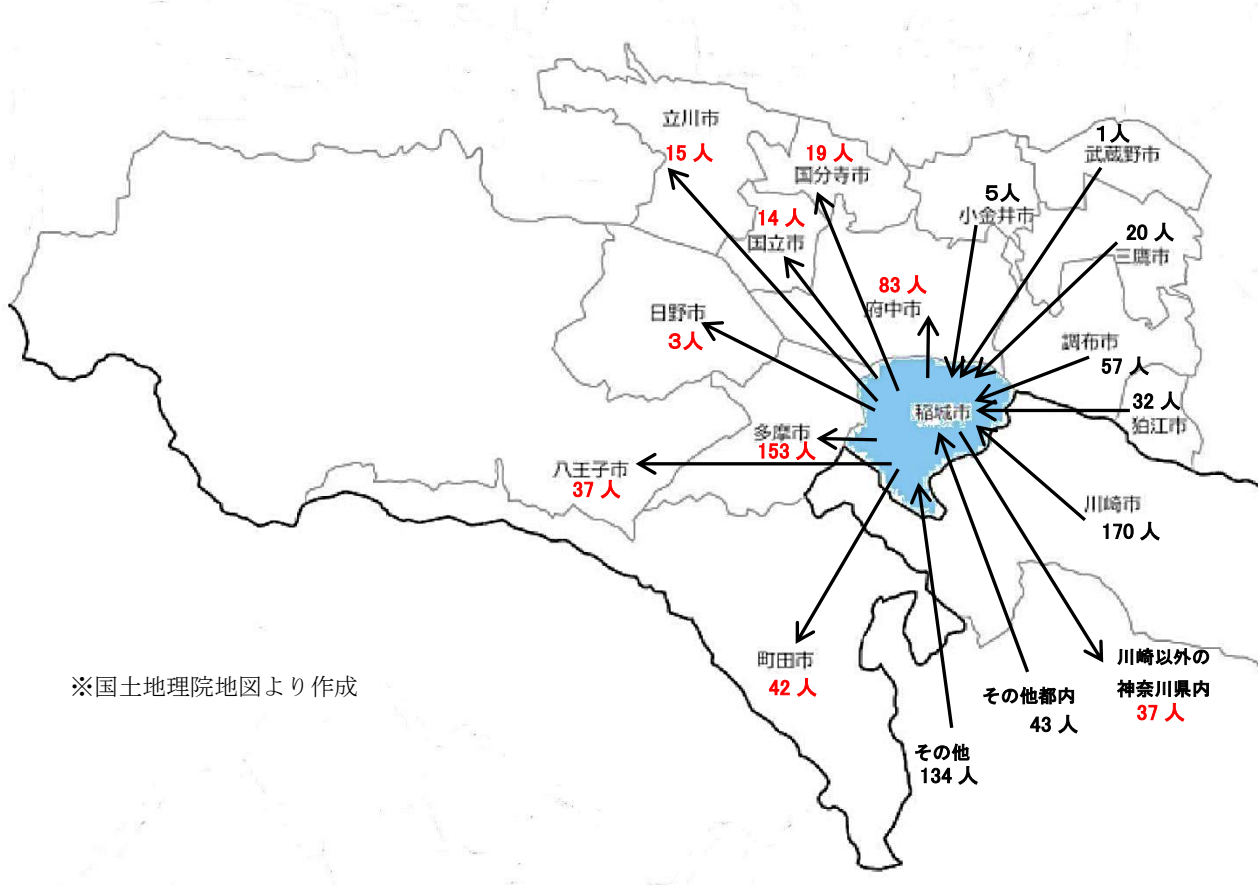 立川市
15 人
19 人
国分寺市
14 人
国立市
1人
武蔵野市
5人
小金井市
20 人
三鷹市
83 人
府中市
日野市
3人
調布市
57 人
32 人
狛江市
稲城市
多摩市
153 人
八王子市
37 人
川崎市
170 人
町田市
42 人
川崎以外の
神奈川県内
37 人
その他都内
43 人
その他
134 人
※国土地理院地図より作成